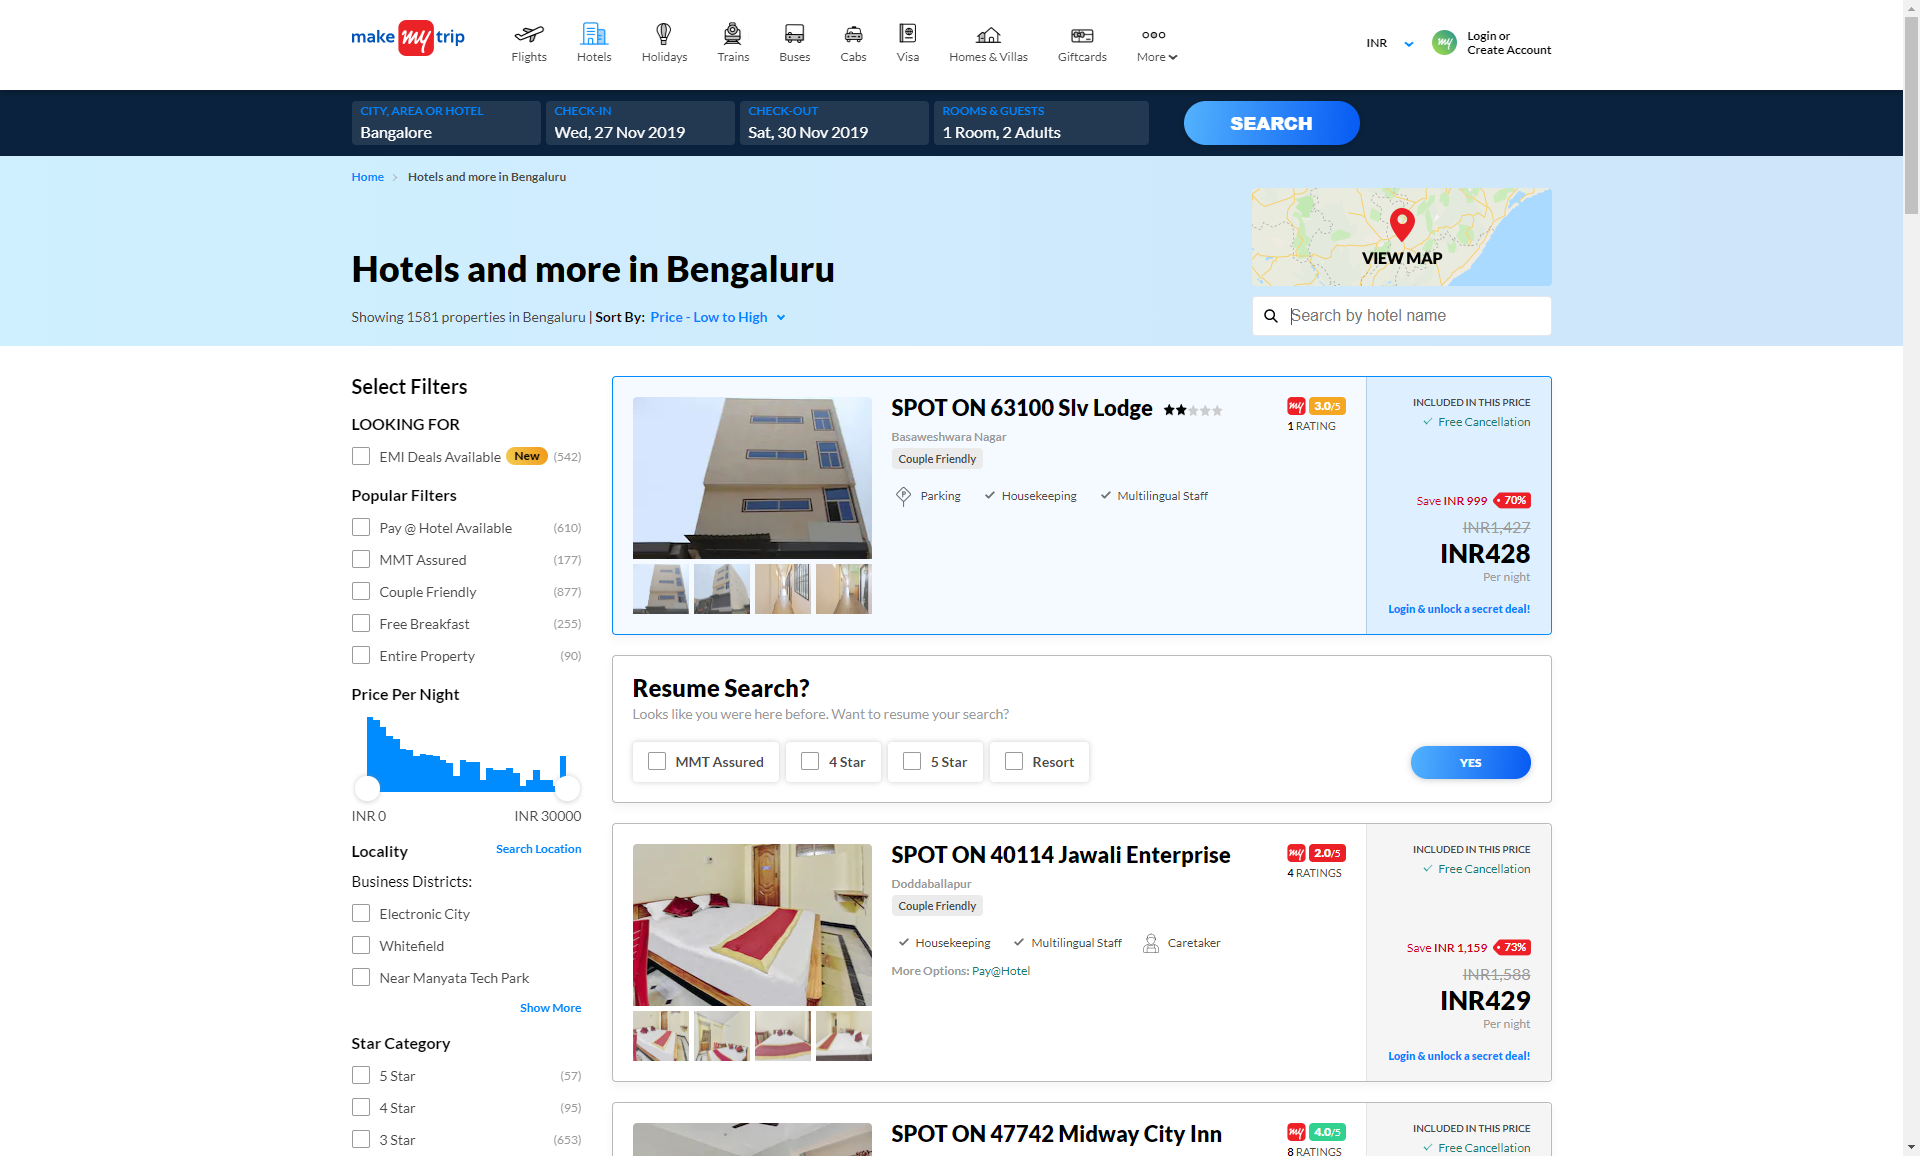 make my trip
Flights
Hotels
Holidays
Trains
Buses
Cabs
Visa
Homes & Villas
Giftcards
More
INR
my
Login or
Create Account
CITY, AREA OR HOTEL
Bangalore
CHECK-IN
Wed, 27 Nov 2019
CHECK-OUT
Sat, 30 Nov 2019
ROOMS & GUESTS
1 Room, 2 Adults
SEARCH
Home > Hotels and more in Bengaluru
VIEW MAP
Hotels and more in Bengaluru
Showing 1581 properties in Bengaluru | Sort By: Price - Low to High
Search by hotel name
Select Filters
LOOKING FOR
EMI Deals Available New (542)
Popular Filters
Pay @ Hotel Available (610)
MMT Assured (177)
Couple Friendly (877)
Free Breakfast (255)
Entire Property (90)
Price Per Night
INR 0 INR 30000
Locality Search Location
Business Districts:
Electronic City
Whitefield
Near Manyata Tech Park
Show More
Star Category
5 Star (57)
4 Star (95)
3 Star (653)
SPOT ON 63100 Slv Lodge
my 3.0/5
1 RATING
Basaweshwara Nagar
Couple Friendly
Parking Housekeeping Multilingual Staff
INCLUDED IN THIS PRICE
Free Cancellation
Save INR 999 70%
INR1,427
INR428
Per night
Login & unlock a secret deal!
Resume Search?
Looks like you were here before. Want to resume your search?
MMT Assured 4 Star 5 Star Resort
YES
SPOT ON 40114 Jawali Enterprise
my 2.0/5
4 RATINGS
Doddaballapur
Couple Friendly
Housekeeping Multilingual Staff Caretaker
More Options: Pay@Hotel
INCLUDED IN THIS PRICE
Free Cancellation
Save INR 1,159 73%
INR1,588
INR429
Per night
Login & unlock a secret deal!
SPOT ON 47742 Midway City Inn
my 4.0/5
8 RATINGS
INCLUDED IN THIS PRICE
Free Cancellation